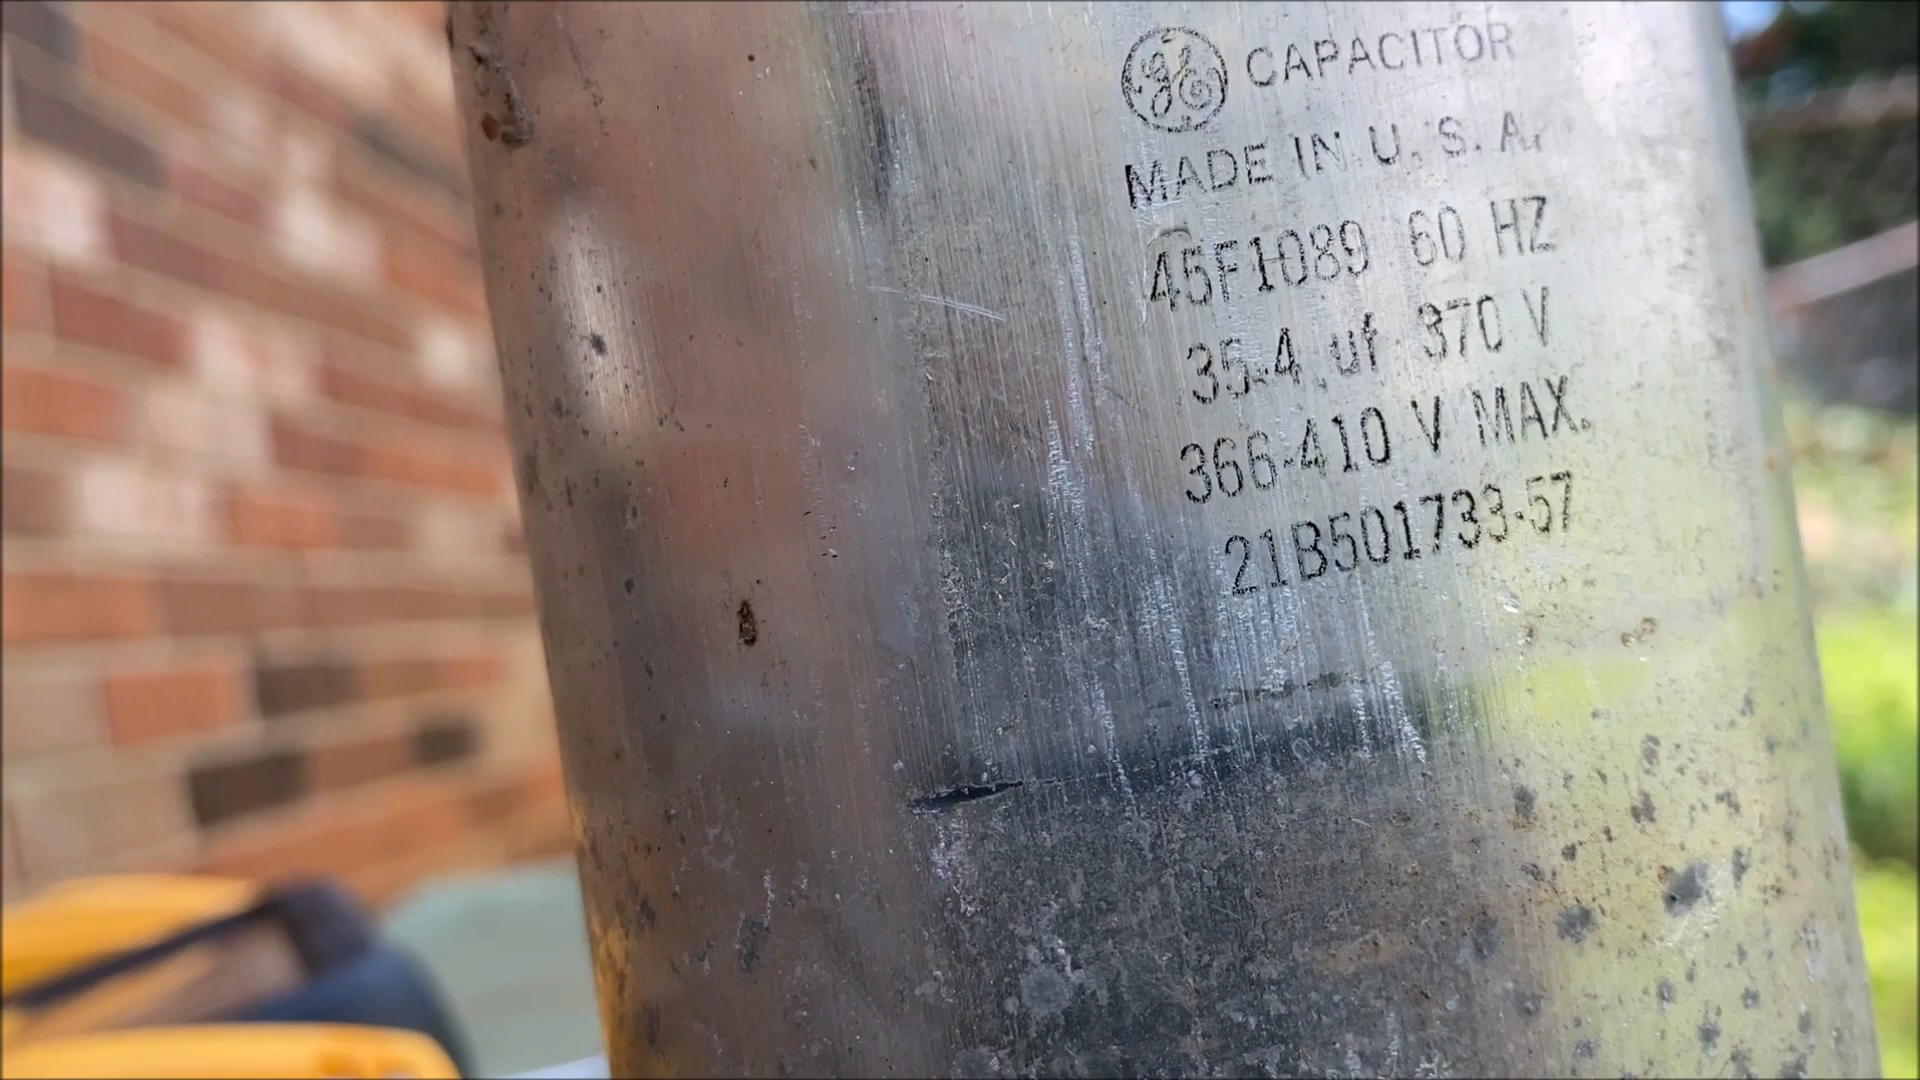 GE CAPACITOR
MADE IN U.S.A.
45F1089 60 HZ
35-4 uf 370 V
366-410 V MAX.
21B501733-57